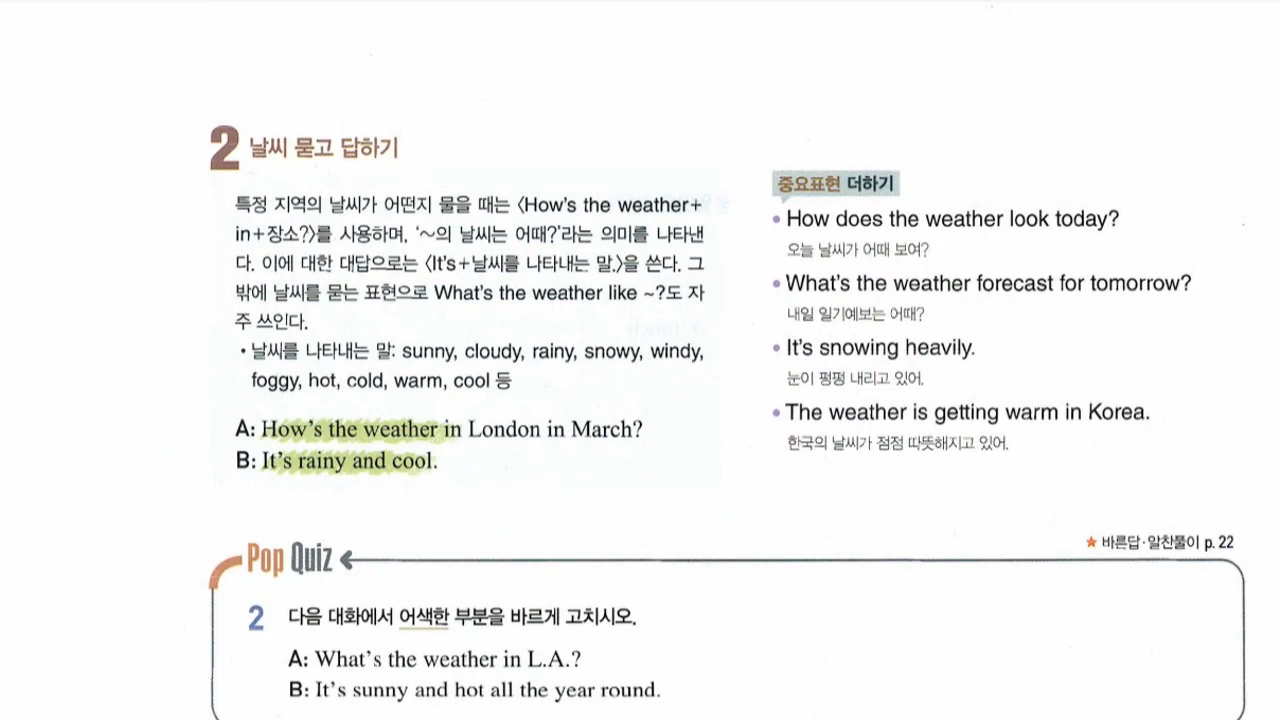 2 날씨 묻고 답하기
특정 지역의 날씨가 어떤지 물을 때는 〈How's the weather+
in+장소?〉를 사용하며, '~의 날씨는 어때?'라는 의미를 나타낸
다. 이에 대한 대답으로는 〈It's+날씨를 나타내는 말.〉을 쓴다. 그
밖에 날씨를 묻는 표현으로 What's the weather like ~?도 자
주 쓰인다.
• 날씨를 나타내는 말: sunny, cloudy, rainy, snowy, windy,
foggy, hot, cold, warm, cool 등
A: How's the weather in London in March?
B: It's rainy and cool.
중요표현 더하기
• How does the weather look today?
오늘 날씨가 어때 보여?
• What's the weather forecast for tomorrow?
내일 일기예보는 어때?
• It's snowing heavily.
눈이 펑펑 내리고 있어.
• The weather is getting warm in Korea.
한국의 날씨가 점점 따뜻해지고 있어.
★ 바른답·알찬풀이 p. 22
Pop Quiz
2 다음 대화에서 어색한 부분을 바르게 고치시오.
A: What's the weather in L.A.?
B: It's sunny and hot all the year round.